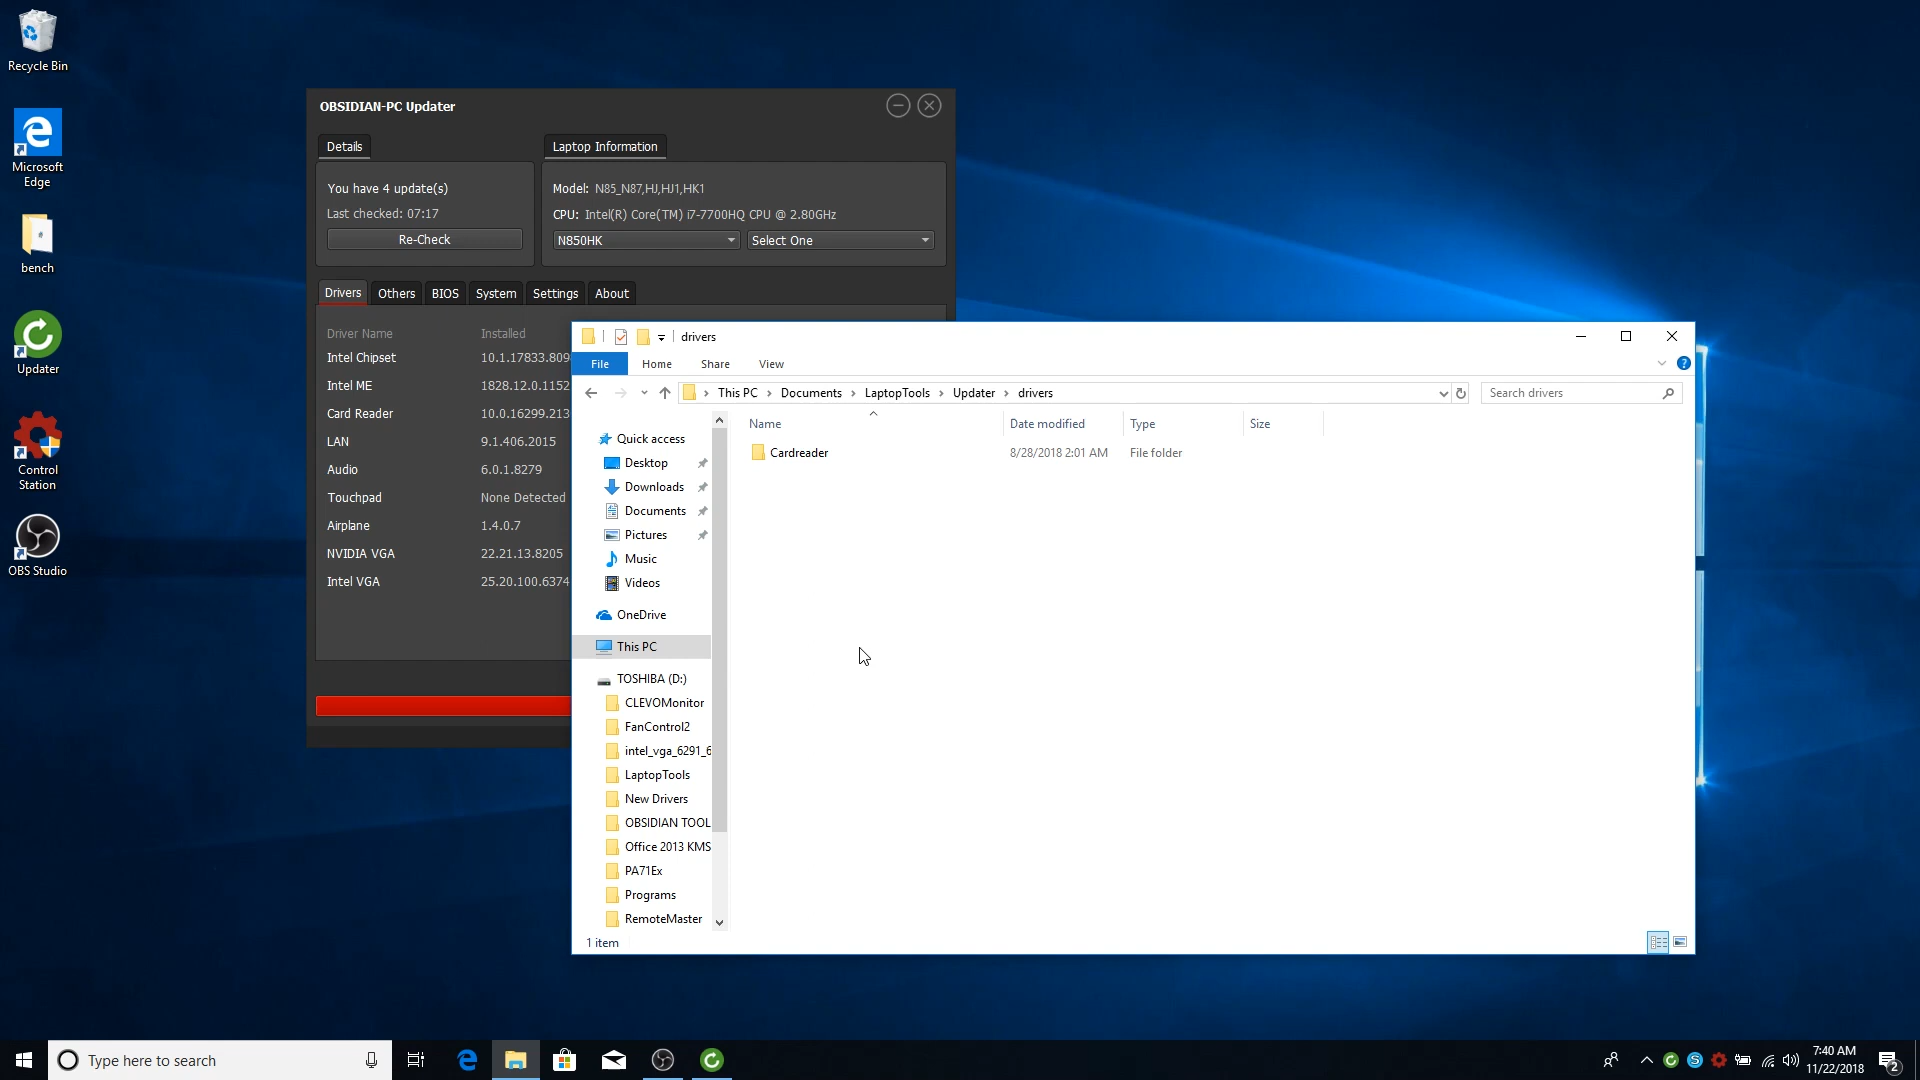 Recycle Bin
Microsoft
Edge
bench
Updater
Control
Station
OBS Studio
OBSIDIAN-PC Updater
Details
Laptop Information
You have 4 update(s)
Last checked: 07:17
Re-Check
Model: N85_N87,HJ,HJ1,HK1
CPU: Intel(R) Core(TM) i7-7700HQ CPU @ 2.80GHz
N850HK
Select One
Drivers Others BIOS System Settings About
Driver Name Installed
Intel Chipset 10.1.17833.809
Intel ME 1828.12.0.1152
Card Reader 10.0.16299.213
LAN 9.1.406.2015
Audio 6.0.1.8279
Touchpad None Detected
Airplane 1.4.0.7
NVIDIA VGA 22.21.13.8205
Intel VGA 25.20.100.6374
drivers
File Home Share View
This PC Documents LaptopTools Updater drivers
Search drivers
Name Date modified Type Size
Cardreader 8/28/2018 2:01 AM File folder
Quick access
Desktop
Downloads
Documents
Pictures
Music
Videos
OneDrive
This PC
TOSHIBA (D:)
CLEVOMonitor
FanControl2
intel_vga_6291_6
LaptopTools
New Drivers
OBSIDIAN TOOL
Office 2013 KMS
PA71Ex
Programs
RemoteMaster
1 item
Type here to search
7:40 AM
11/22/2018
2